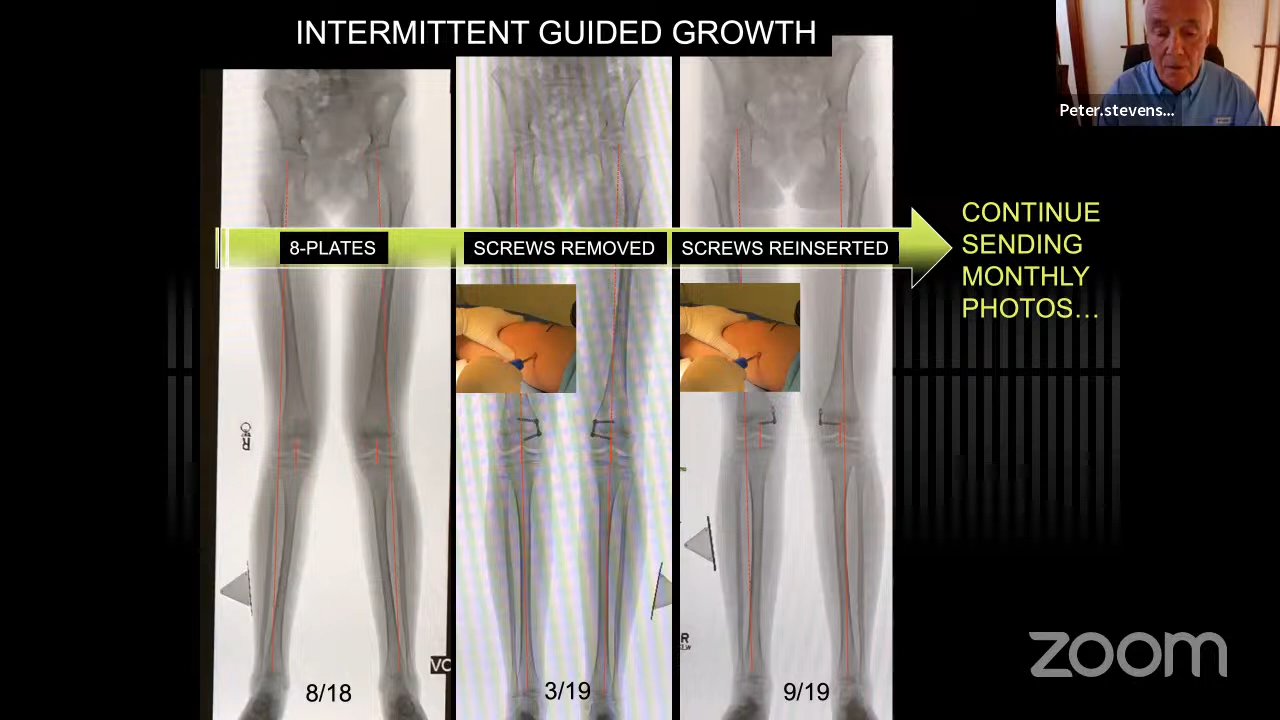 INTERMITTENT GUIDED GROWTH
Peter.stevens...
8-PLATES
SCREWS REMOVED
SCREWS REINSERTED
CONTINUE
SENDING
MONTHLY
PHOTOS...
R
R
VC
8/18
3/19
9/19
zoom